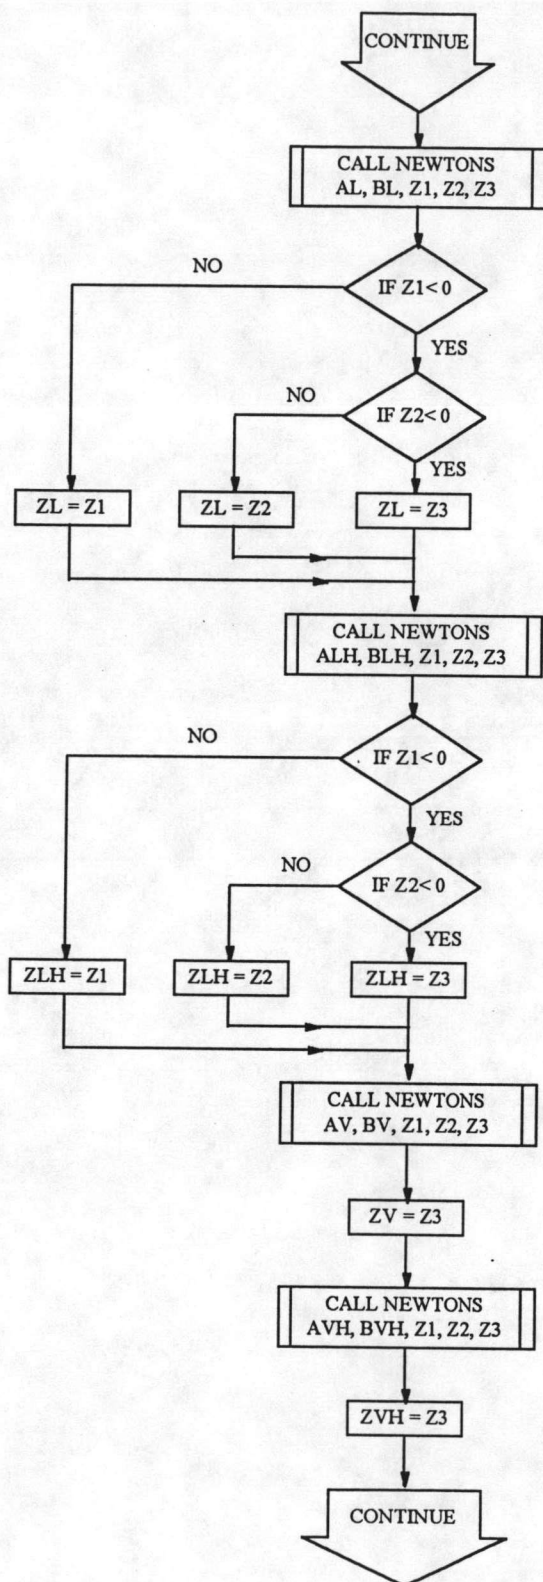 CONTINUE
CALL NEWTONS
AL, BL, Z1, Z2, Z3
NO
IF Z1< 0
YES
NO
IF Z2< 0
YES
ZL = Z1
ZL = Z2
ZL = Z3
CALL NEWTONS
ALH, BLH, Z1, Z2, Z3
NO
IF Z1< 0
YES
NO
IF Z2< 0
YES
ZLH = Z1
ZLH = Z2
ZLH = Z3
CALL NEWTONS
AV, BV, Z1, Z2, Z3
ZV = Z3
CALL NEWTONS
AVH, BVH, Z1, Z2, Z3
ZVH = Z3
CONTINUE